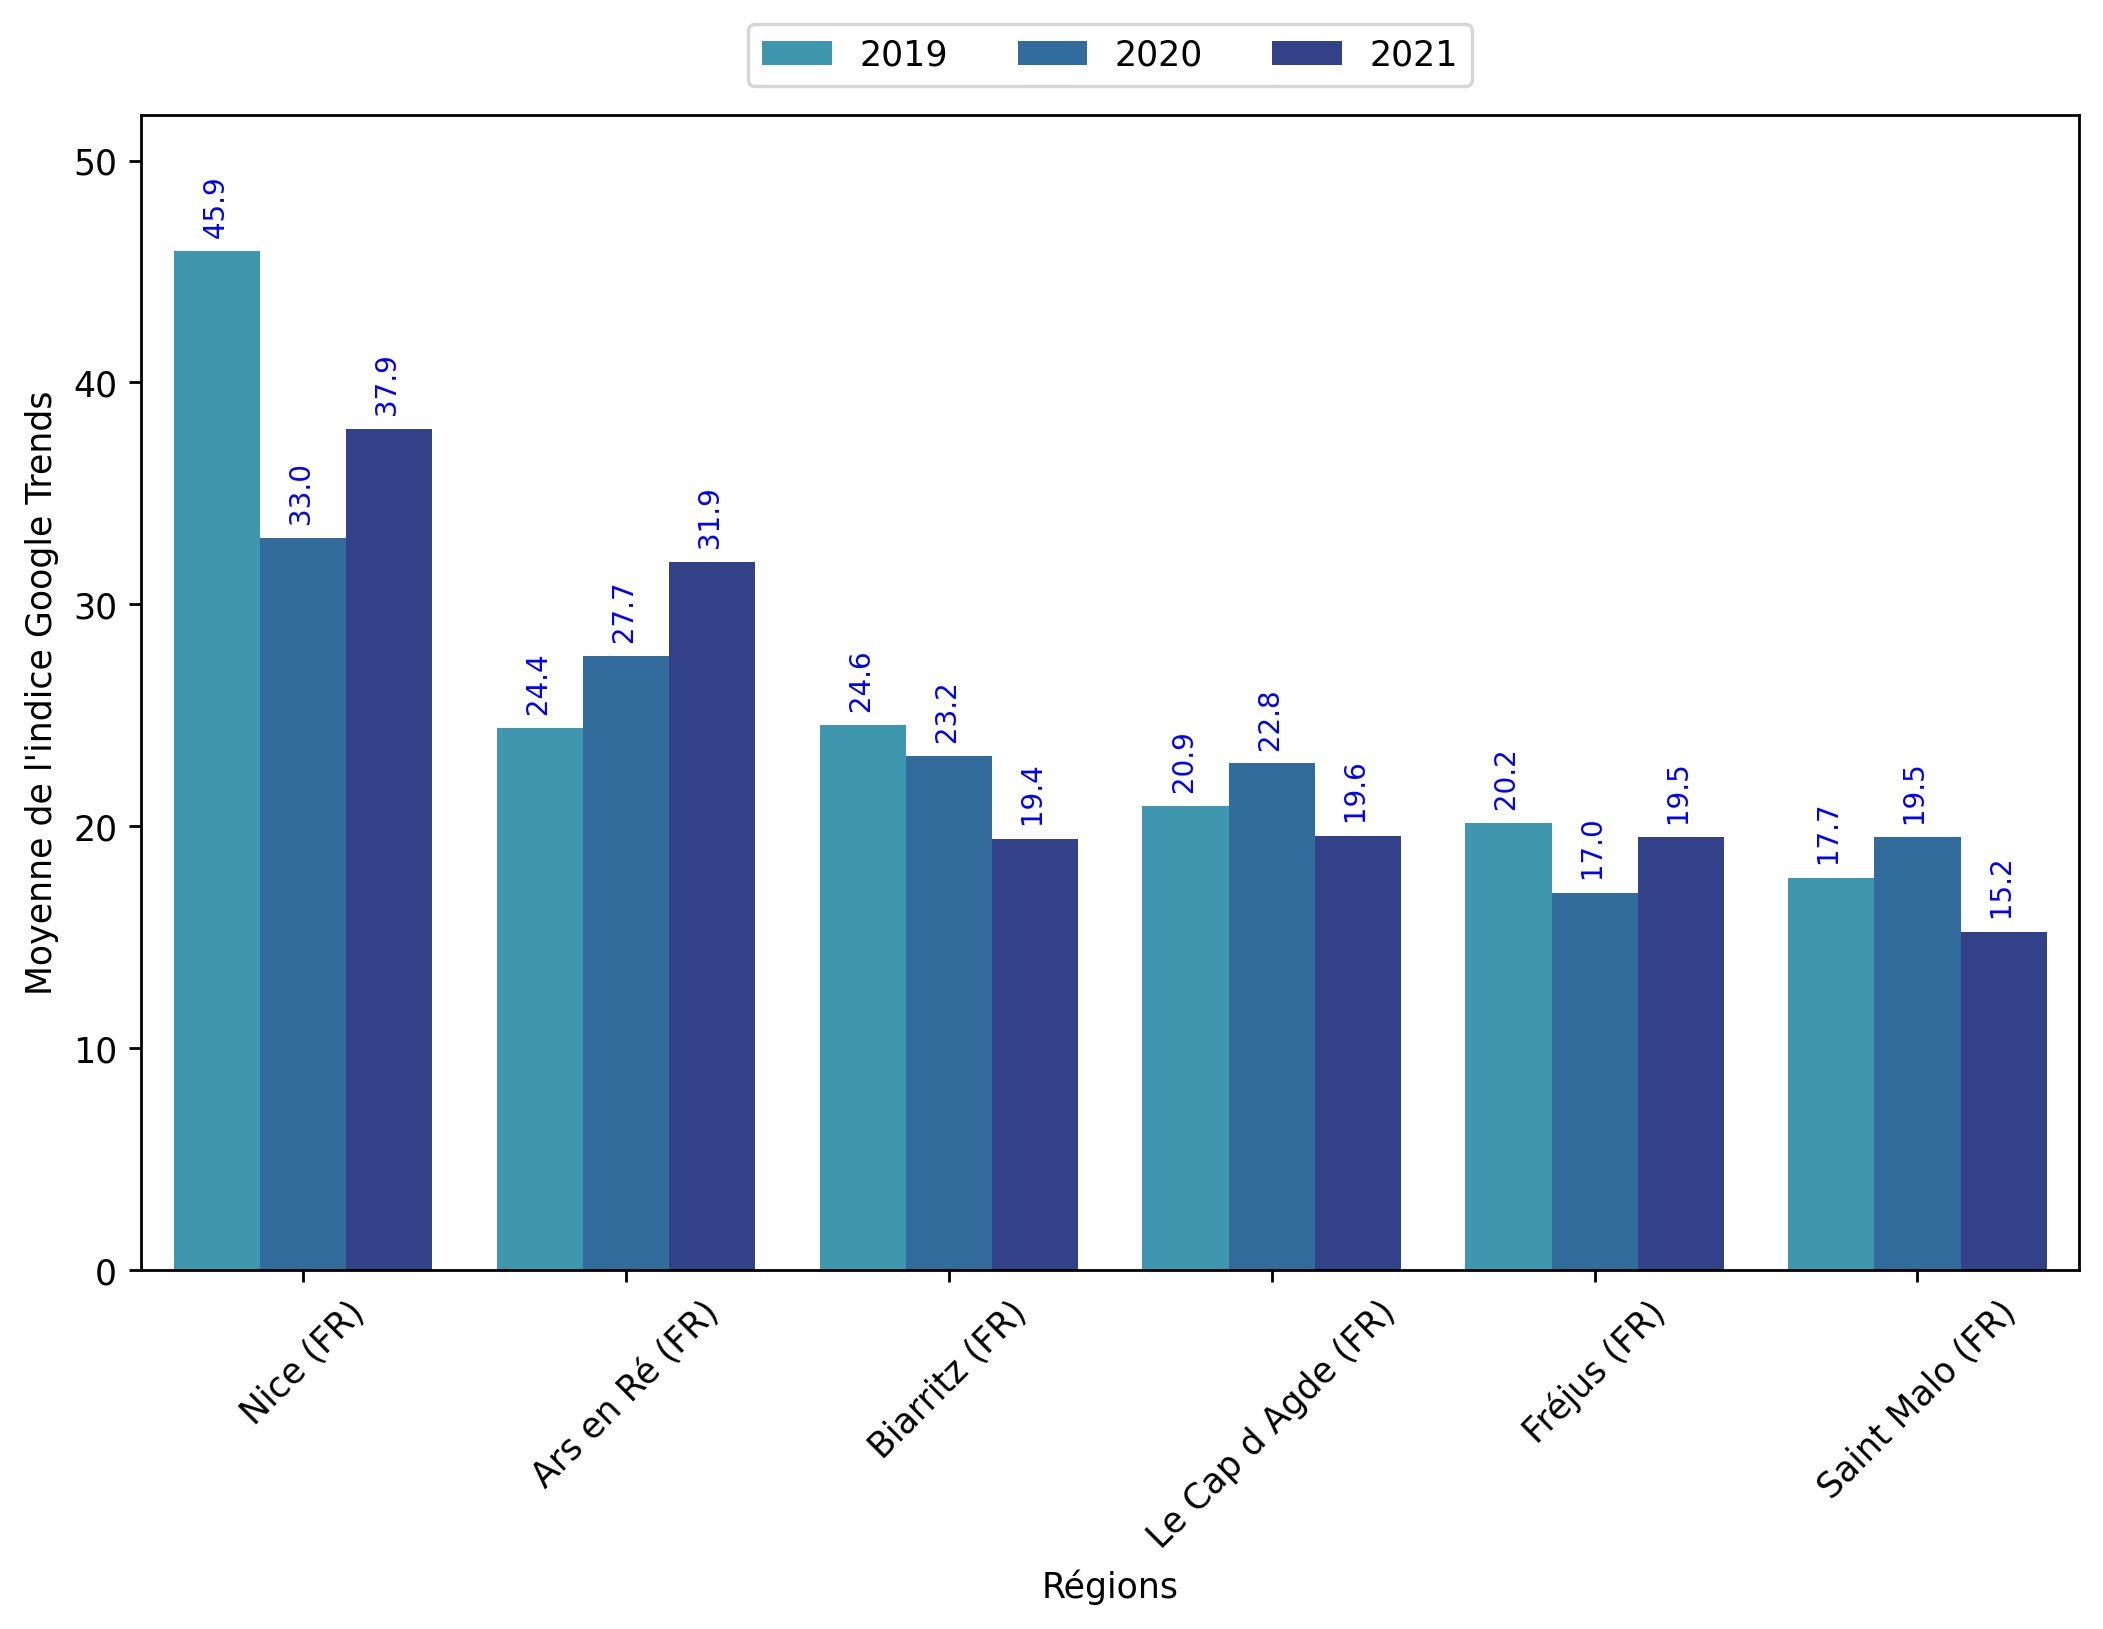 2019 2020 2021
Moyenne de l'indice Google Trends
50
40
30
20
10
0
45.9
33.0
37.9
24.4
27.7
31.9
24.6
23.2
19.4
20.9
22.8
19.6
20.2
17.0
19.5
17.7
19.5
15.2
Nice (FR)
Ars en Ré (FR)
Biarritz (FR)
Le Cap d Agde (FR)
Fréjus (FR)
Saint Malo (FR)
Régions